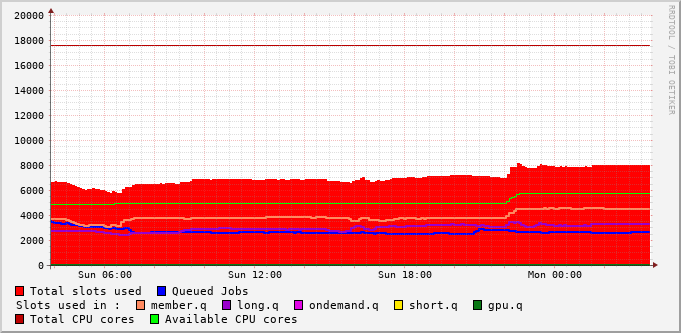 RRDTOOL / TOBI OETIKER
20000
18000
16000
14000
12000
10000
8000
6000
4000
2000
0
Sun 06:00 Sun 12:00 Sun 18:00 Mon 00:00
Total slots used Queued Jobs
Slots used in : member.q long.q ondemand.q short.q gpu.q
Total CPU cores Available CPU cores